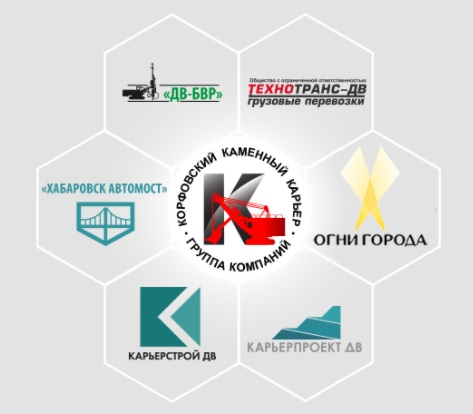 «ДВ-БВР»
Общество с ограниченной ответственностью
ТЕХНОТРАНС-ДВ
грузовые перевозки
«ХАБАРОВСК АВТОМОСТ»
КОРФОВСКИЙ КАМЕННЫЙ КАРЬЕР
К
• ГРУППА КОМПАНИЙ •
ОГНИ ГОРОДА
КАРЬЕРСТРОЙ ДВ
КАРЬЕРПРОЕКТ ДВ